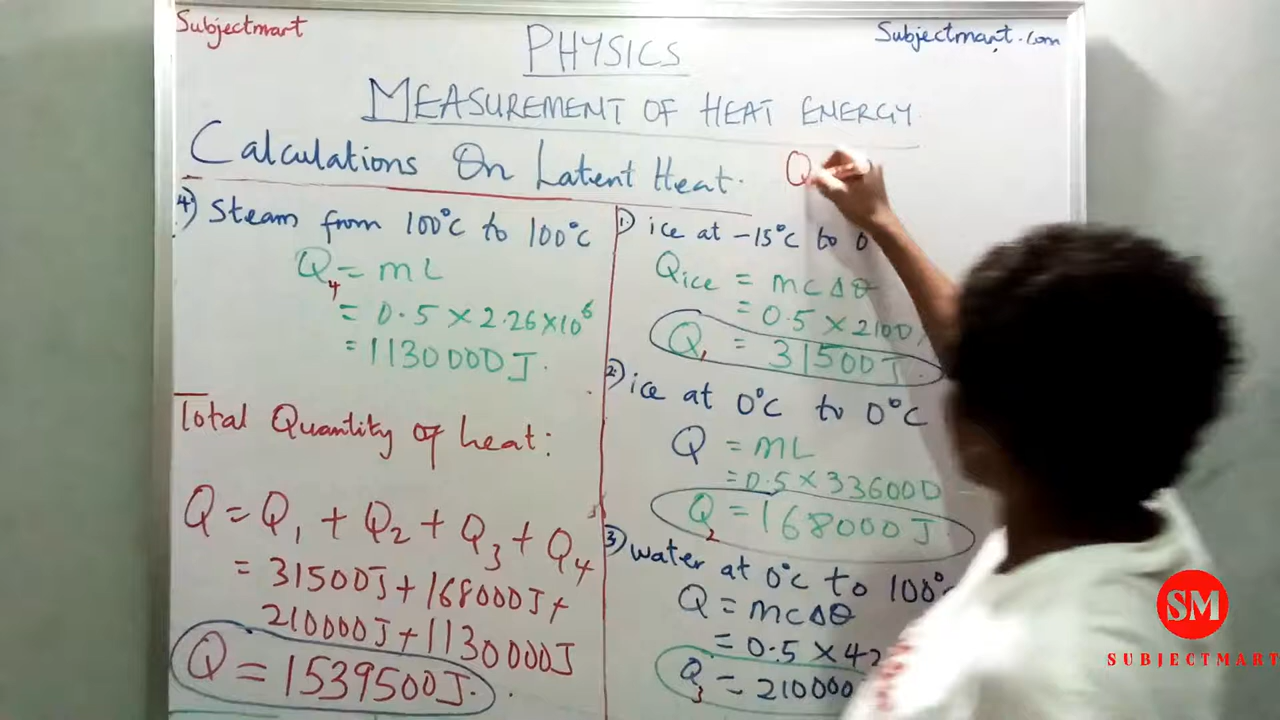 Subjectmart
Subjectmart.com
PHYSICS
MEASUREMENT OF HEAT ENERGY
Calculations On Latent Heat.
Q
4) Steam from 100°C to 100°C
Q4 = mL
= 0.5 × 2.26×10⁶
= 1130000J.
Total Quantity of heat:
Q = Q1 + Q2 + Q3 + Q4
= 31500J + 168000J +
210000J + 1130000J
Q = 1539500J.
1) ice at -15°C to 0
Qice = mcΔθ
= 0.5 × 2100
Q1 = 31500J
2) ice at 0°C to 0°C
Q = mL
= 0.5 × 336000
Q2 = 168000J
3) water at 0°C to 100°
Q = mcΔθ
= 0.5 × 42
Q3 = 210000
SM
SUBJECTMART